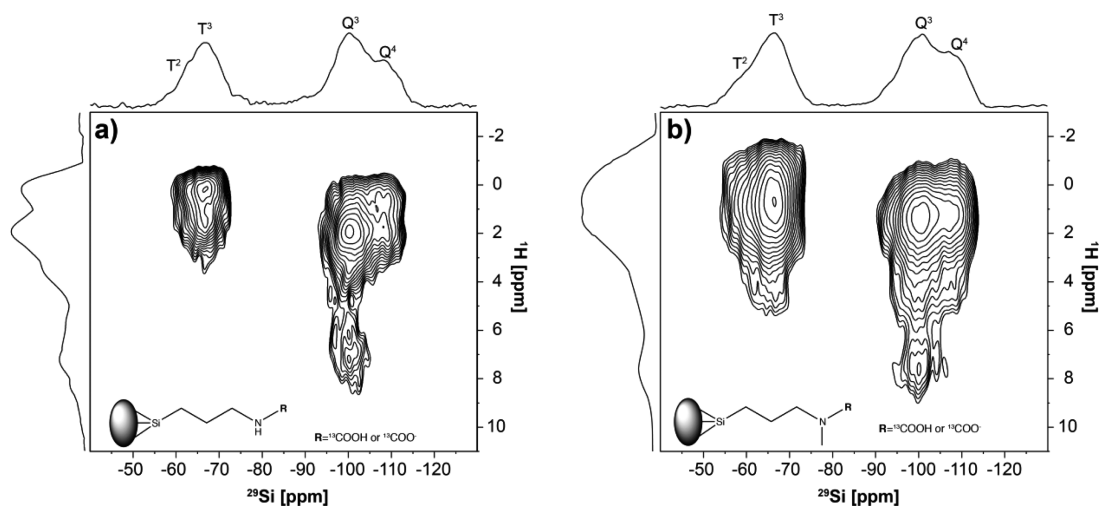 T² T³ Q³ Q⁴
a)
-2
0
2
4
6
8
10
¹H [ppm]
Si
N
H
R
R=¹³COOH or ¹³COO⁻
-50 -60 -70 -80 -90 -100 -110 -120
²⁹Si [ppm]
T² T³ Q³ Q⁴
b)
-2
0
2
4
6
8
10
¹H [ppm]
Si
N
R
R=¹³COOH or ¹³COO⁻
-50 -60 -70 -80 -90 -100 -110 -120
²⁹Si [ppm]